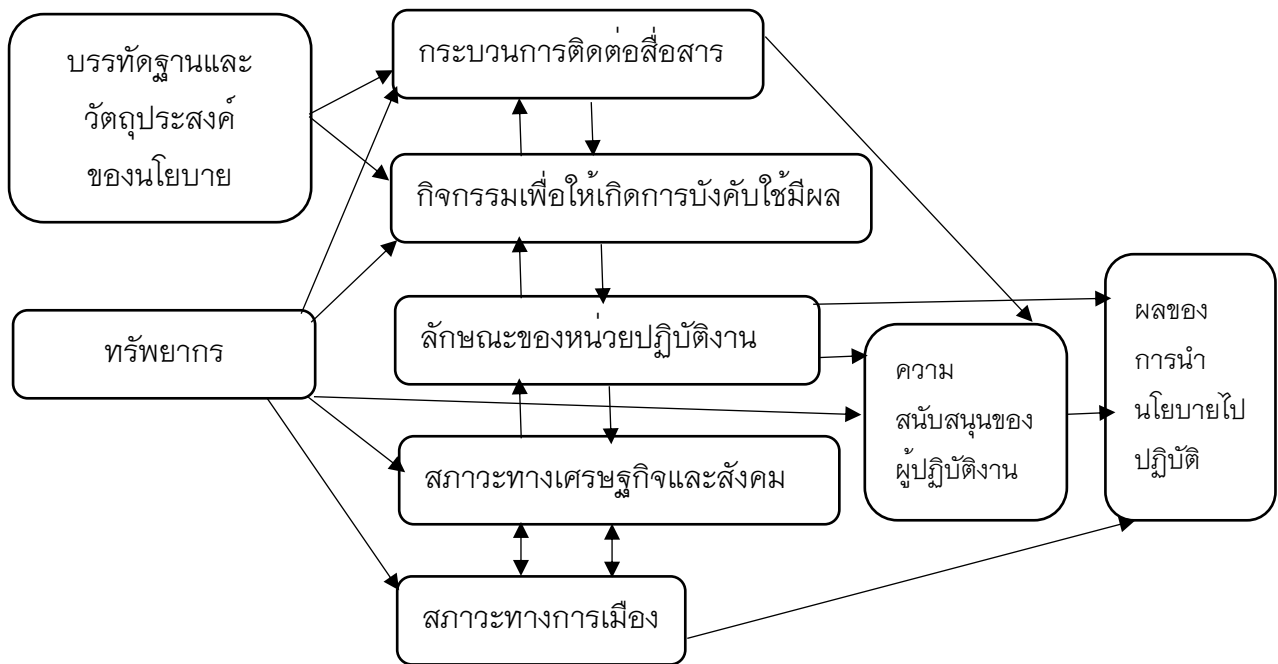 บรรทัดฐานและ
วัตถุประสงค์
ของนโยบาย
ทรัพยากร
กระบวนการติดต่อสื่อสาร
กิจกรรมเพื่อให้เกิดการบังคับใช้มีผล
ลักษณะของหน่วยปฏิบัติงาน
สภาวะทางเศรษฐกิจและสังคม
สภาวะทางการเมือง
ความ
สนับสนุนของ
ผู้ปฏิบัติงาน
ผลของ
การนำ
นโยบายไป
ปฏิบัติ